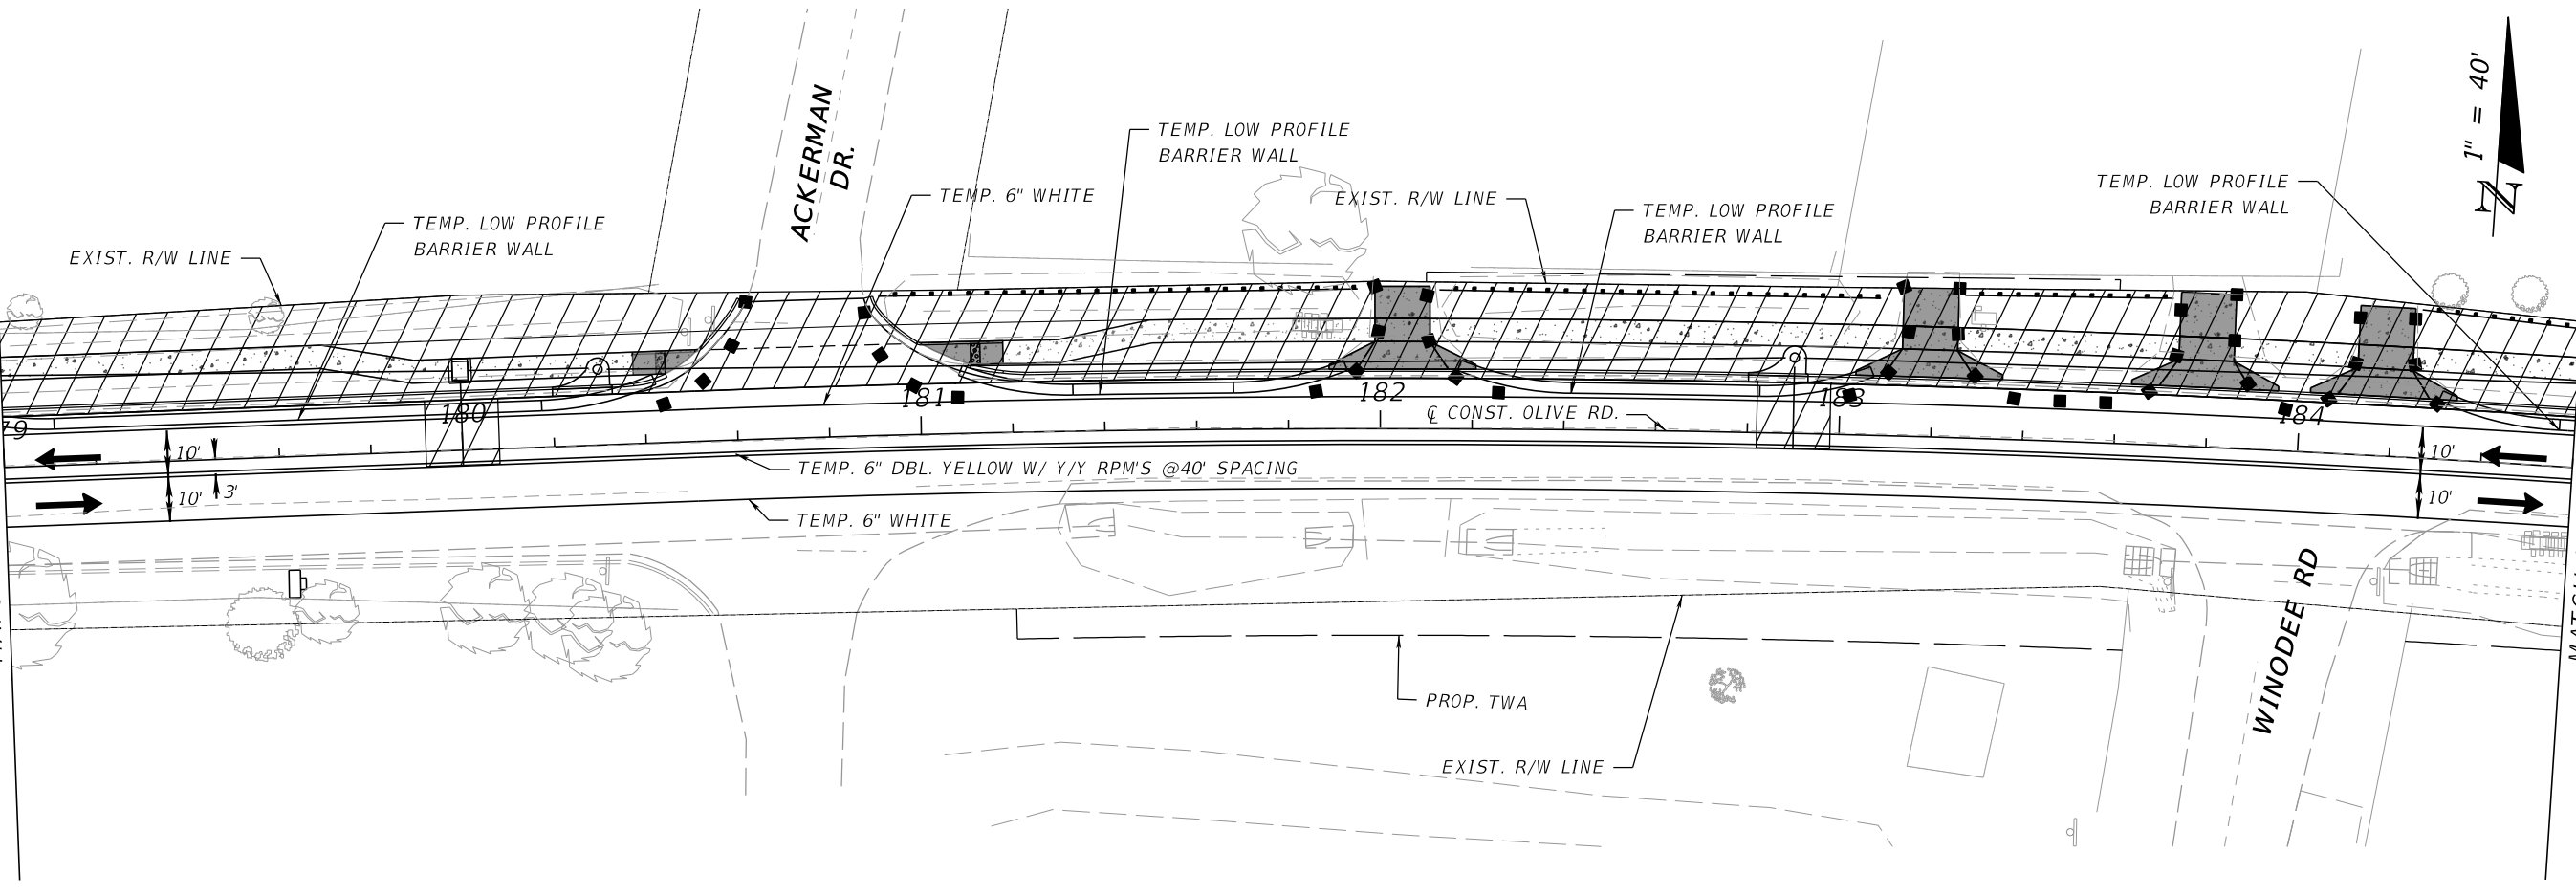 1" = 40'
N
ACKERMAN
DR.
TEMP. LOW PROFILE
BARRIER WALL
TEMP. 6" WHITE
EXIST. R/W LINE
TEMP. LOW PROFILE
BARRIER WALL
TEMP. LOW PROFILE
BARRIER WALL
TEMP. LOW PROFILE
BARRIER WALL
EXIST. R/W LINE
180
181
182
183
184
79
℄ CONST. OLIVE RD.
10'
10'
3'
10'
10'
TEMP. 6" DBL. YELLOW W/ Y/Y RPM'S @40' SPACING
TEMP. 6" WHITE
WINODEE RD
PROP. TWA
EXIST. R/W LINE